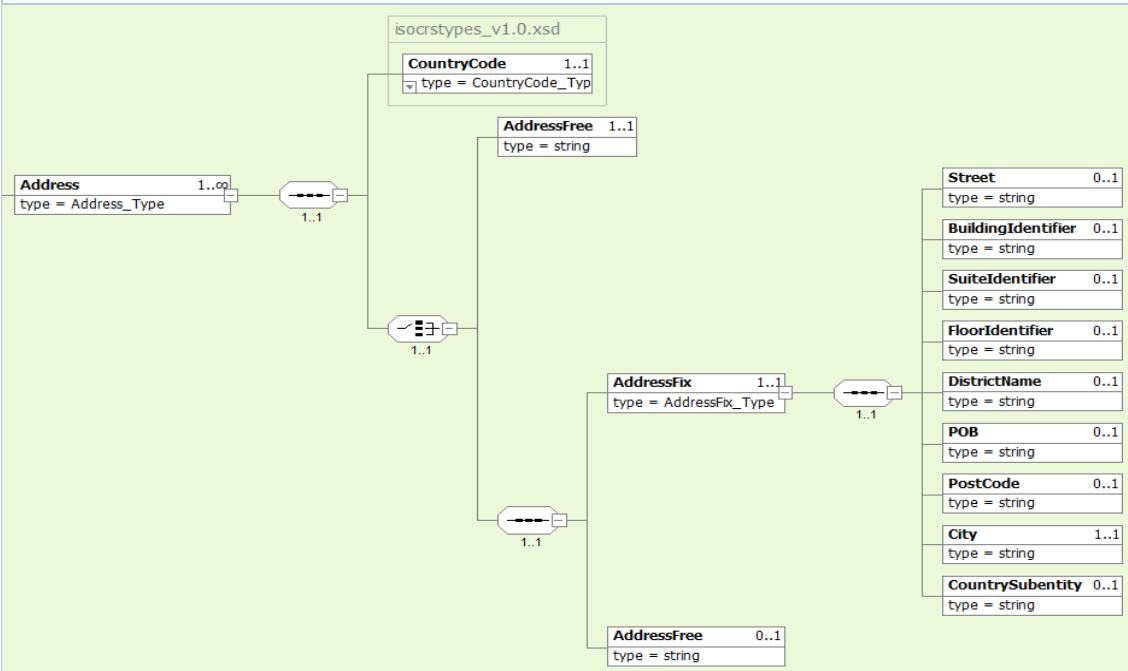 isocrstypes_v1.0.xsd
CountryCode 1..1
type = CountryCode_Typ
AddressFree 1..1
type = string
Address 1..∞
type = Address_Type
1..1
1..1
AddressFix 1..1
type = AddressFix_Type
1..1
1..1
AddressFree 0..1
type = string
Street 0..1
type = string
BuildingIdentifier 0..1
type = string
SuiteIdentifier 0..1
type = string
FloorIdentifier 0..1
type = string
DistrictName 0..1
type = string
POB 0..1
type = string
PostCode 0..1
type = string
City 1..1
type = string
CountrySubentity 0..1
type = string